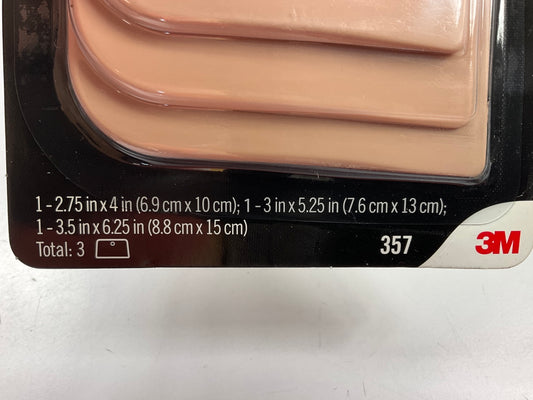 1 - 2.75 in x 4 in (6.9 cm x 10 cm); 1 - 3 in x 5.25 in (7.6 cm x 13 cm);
1 - 3.5 in x 6.25 in (8.8 cm x 15 cm)
Total: 3
357
3M